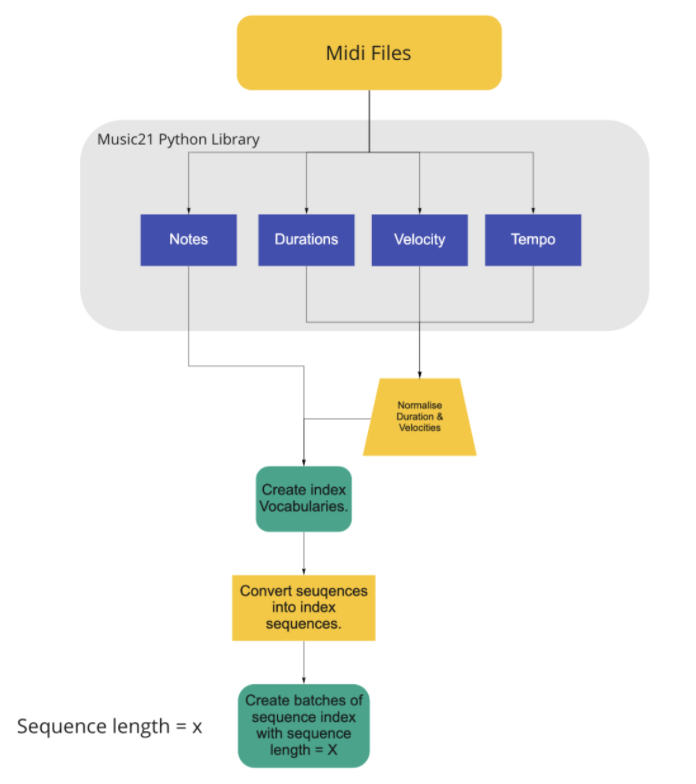 Midi Files
Music21 Python Library
Notes
Durations
Velocity
Tempo
Normalise
Duration &
Velocities
Create index
Vocabularies.
Convert seuqences
into index
sequences.
Create batches of
sequence index
with sequence
length = X
Sequence length = x